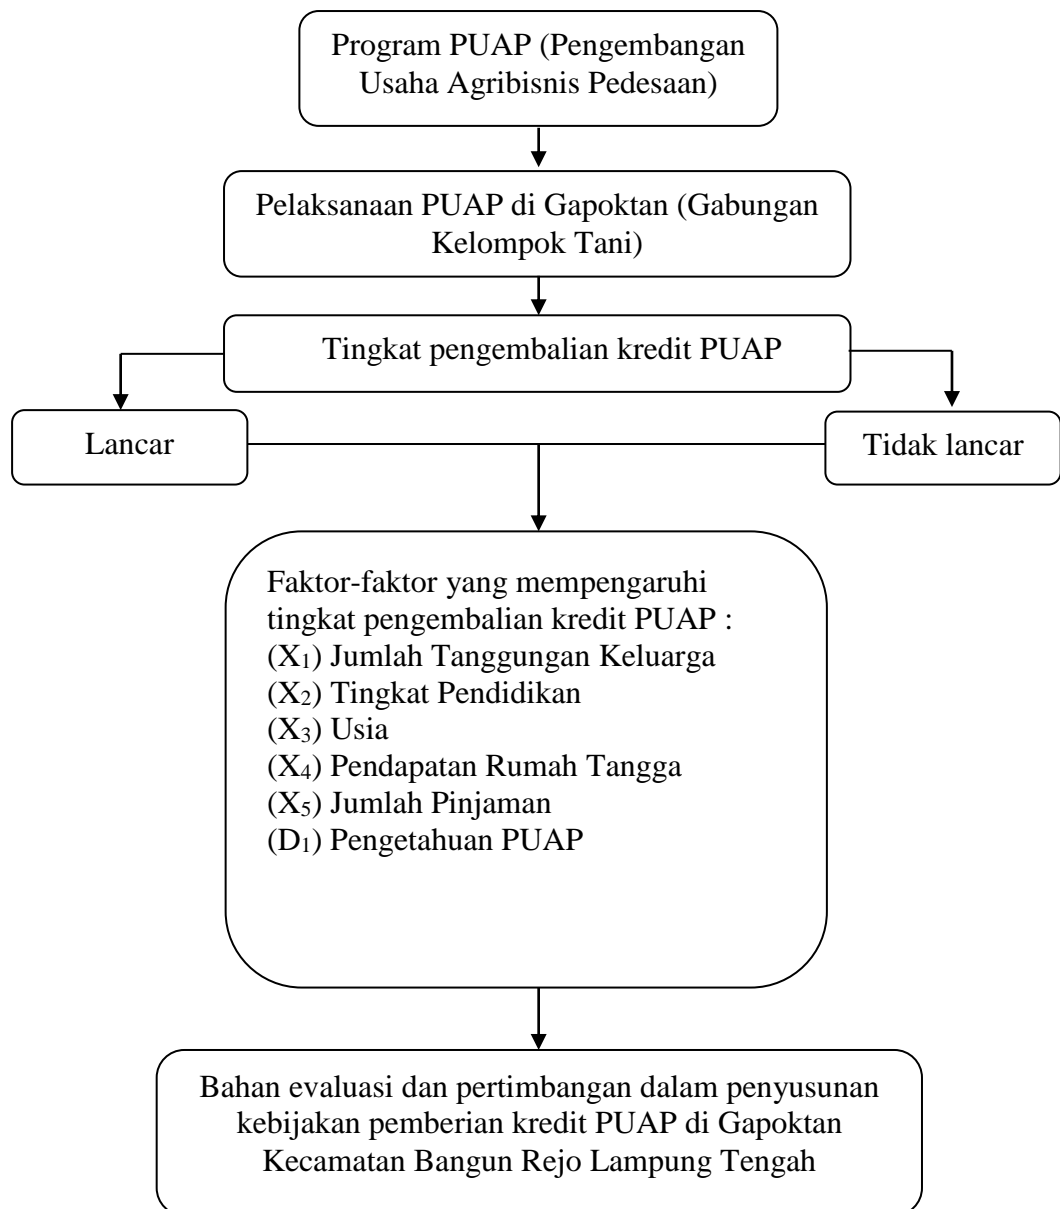 Program PUAP (Pengembangan
Usaha Agribisnis Pedesaan)
Pelaksanaan PUAP di Gapoktan (Gabungan
Kelompok Tani)
Tingkat pengembalian kredit PUAP
Lancar
Tidak lancar
Faktor-faktor yang mempengaruhi
tingkat pengembalian kredit PUAP :
(X₁) Jumlah Tanggungan Keluarga
(X₂) Tingkat Pendidikan
(X₃) Usia
(X₄) Pendapatan Rumah Tangga
(X₅) Jumlah Pinjaman
(D₁) Pengetahuan PUAP
Bahan evaluasi dan pertimbangan dalam penyusunan
kebijakan pemberian kredit PUAP di Gapoktan
Kecamatan Bangun Rejo Lampung Tengah